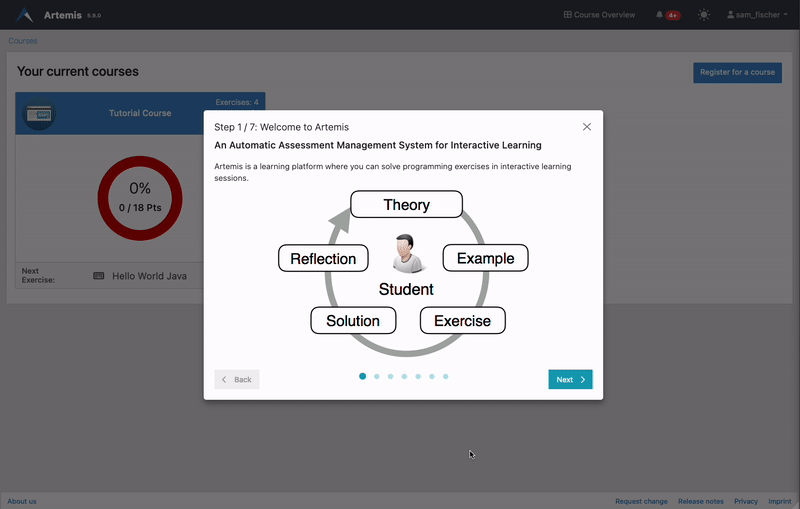 Artemis 5.9.0
Course Overview
4+
sam_fischer
Courses
Your current courses
Register for a course
Exercises: 4
Tutorial Course
0%
0 / 18 Pts
Next
Exercise:
Hello World Java
Step 1 / 7: Welcome to Artemis
An Automatic Assessment Management System for Interactive Learning
Artemis is a learning platform where you can solve programming exercises in interactive learning
sessions.
Theory
Reflection
Example
Student
Solution
Exercise
Back
Next
About us
Request change
Release notes
Privacy
Imprint